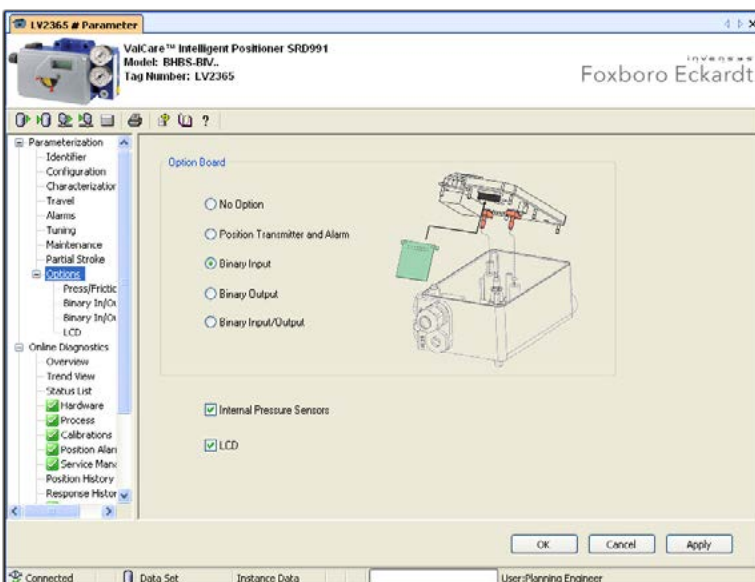 LV2365 # Parameter
ValCare™ Intelligent Positioner SRD991
Model: BHBS-BIV..
Tag Number: LV2365
invensys
Foxboro Eckardt
Parameterization
Identifier
Configuration
Characterization
Travel
Alarms
Tuning
Maintenance
Partial Stroke
Options
Press/Frictic
Binary In/Ou
Binary In/Ou
LCD
Online Diagnostics
Overview
Trend View
Status List
Hardware
Process
Calibrations
Position Alarm
Service Mana
Position History
Response Histor
Option Board
No Option
Position Transmitter and Alarm
Binary Input
Binary Output
Binary Input/Output
Internal Pressure Sensors
LCD
OK
Cancel
Apply
Connected
Data Set
Instance Data
User:Planning Engineer